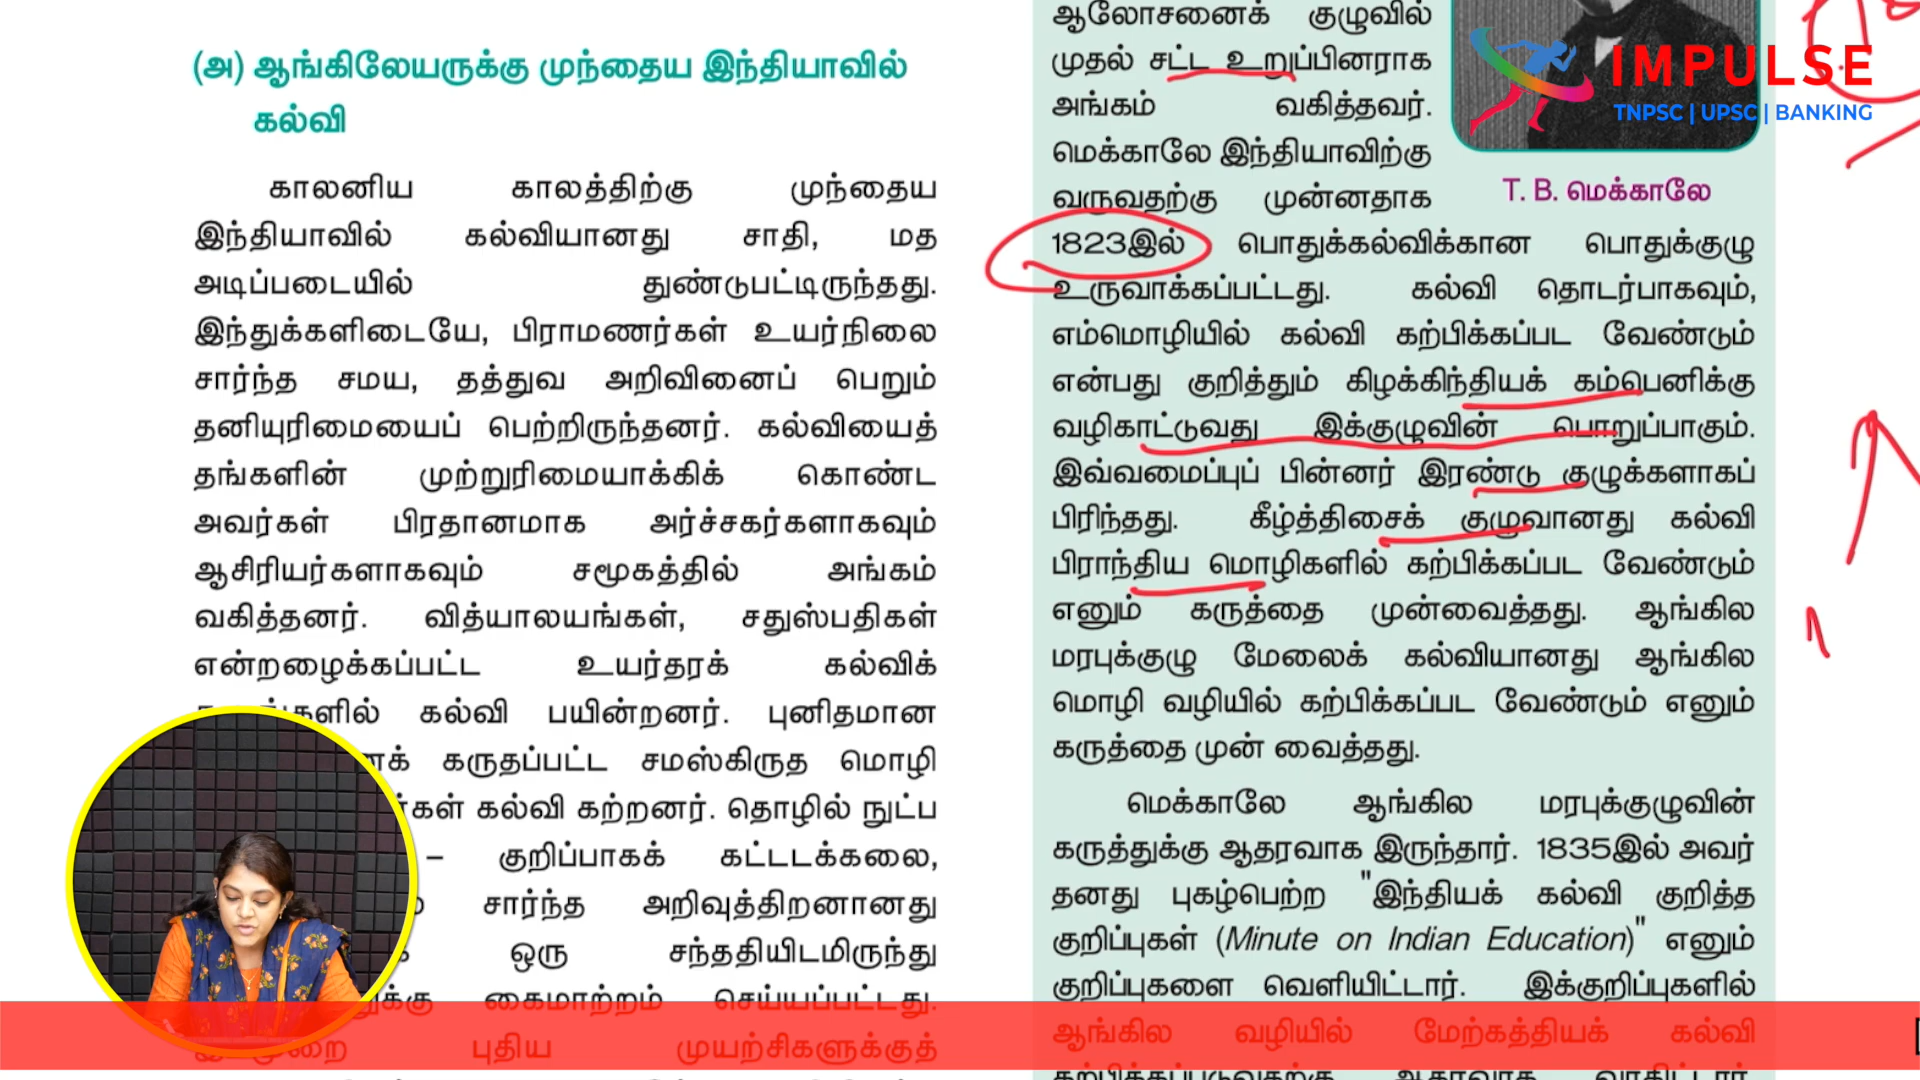 (அ) ஆங்கிலேயருக்கு முந்தைய இந்தியாவில்
கல்வி
காலனிய காலத்திற்கு முந்தைய
இந்தியாவில் கல்வியானது சாதி, மத
அடிப்படையில் துண்டுபட்டிருந்தது.
இந்துக்களிடையே, பிராமணர்கள் உயர்நிலை
சார்ந்த சமய, தத்துவ அறிவினைப் பெறும்
தனியுரிமையைப் பெற்றிருந்தனர். கல்வியைத்
தங்களின் முற்றுரிமையாக்கிக் கொண்ட
அவர்கள் பிரதானமாக அர்ச்சகர்களாகவும்
ஆசிரியர்களாகவும் சமூகத்தில் அங்கம்
வகித்தனர். வித்யாலயங்கள், சதுஸ்பதிகள்
என்றழைக்கப்பட்ட உயர்தரக் கல்விக்
கல்வி பயின்றனர். புனிதமான
கருதப்பட்ட சமஸ்கிருத மொழி
கல்வி கற்றனர். தொழில் நுட்ப
– குறிப்பாகக் கட்டடக்கலை,
சார்ந்த அறிவுத்திறனானது
ஒரு சந்ததியிடமிருந்து
கைமாற்றம் செய்யப்பட்டது.
புதிய முயற்சிகளுக்குத்
ஆலோசனைக் குழுவில்
முதல் சட்ட உறுப்பினராக
அங்கம் வகித்தவர்.
மெக்காலே இந்தியாவிற்கு
வருவதற்கு முன்னதாக
1823இல் பொதுக்கல்விக்கான பொதுக்குழு
உருவாக்கப்பட்டது. கல்வி தொடர்பாகவும்,
எம்மொழியில் கல்வி கற்பிக்கப்பட வேண்டும்
என்பது குறித்தும் கிழக்கிந்தியக் கம்பெனிக்கு
வழிகாட்டுவது இக்குழுவின் பொறுப்பாகும்.
இவ்வமைப்புப் பின்னர் இரண்டு குழுக்களாகப்
பிரிந்தது. கீழ்த்திசைக் குழுவானது கல்வி
பிராந்திய மொழிகளில் கற்பிக்கப்பட வேண்டும்
எனும் கருத்தை முன்வைத்தது. ஆங்கில
மரபுக்குழு மேலைக் கல்வியானது ஆங்கில
மொழி வழியில் கற்பிக்கப்பட வேண்டும் எனும்
கருத்தை முன் வைத்தது.
மெக்காலே ஆங்கில மரபுக்குழுவின்
கருத்துக்கு ஆதரவாக இருந்தார். 1835இல் அவர்
தனது புகழ்பெற்ற "இந்தியக் கல்வி குறித்த
குறிப்புகள் (Minute on Indian Education)" எனும்
குறிப்புகளை வெளியிட்டார். இக்குறிப்புகளில்
ஆங்கில வழியில் மேற்கத்தியக் கல்வி
T. B. மெக்காலே
IMPULSE
TNPSC | UPSC | BANKING